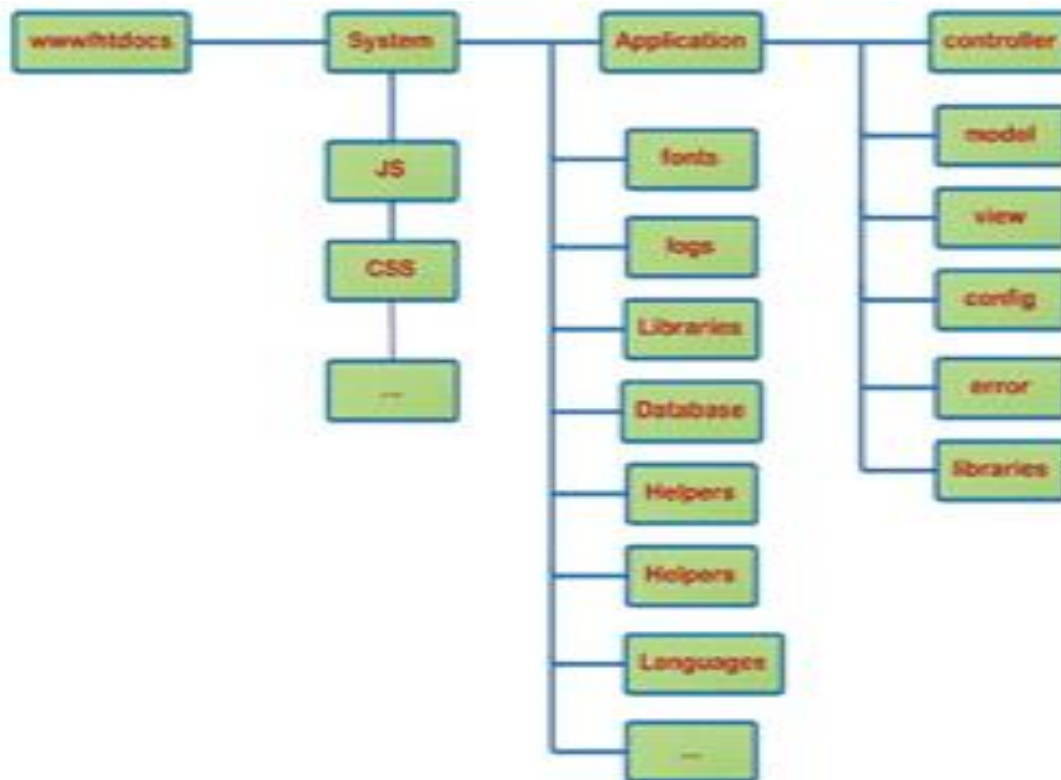 www/htdocs
System
Application
controller
JS
CSS
...
fonts
logs
Libraries
Database
Helpers
Helpers
Languages
...
model
view
config
error
libraries